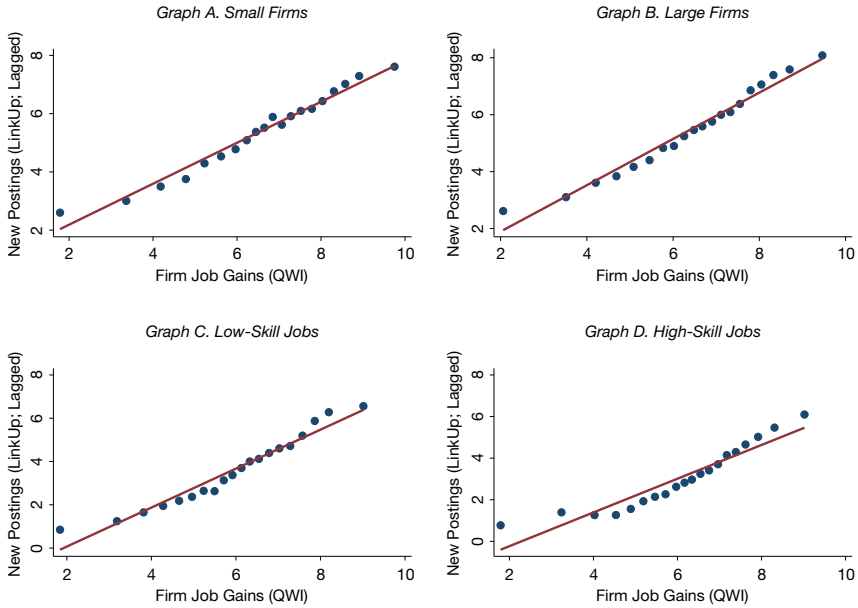 Graph A. Small Firms
New Postings (LinkUp; Lagged)
8
6
4
2
2 4 6 8 10
Firm Job Gains (QWI)
Graph B. Large Firms
New Postings (LinkUp; Lagged)
8
6
4
2
2 4 6 8 10
Firm Job Gains (QWI)
Graph C. Low-Skill Jobs
New Postings (LinkUp; Lagged)
8
6
4
2
0
2 4 6 8 10
Firm Job Gains (QWI)
Graph D. High-Skill Jobs
New Postings (LinkUp; Lagged)
8
6
4
2
0
2 4 6 8 10
Firm Job Gains (QWI)